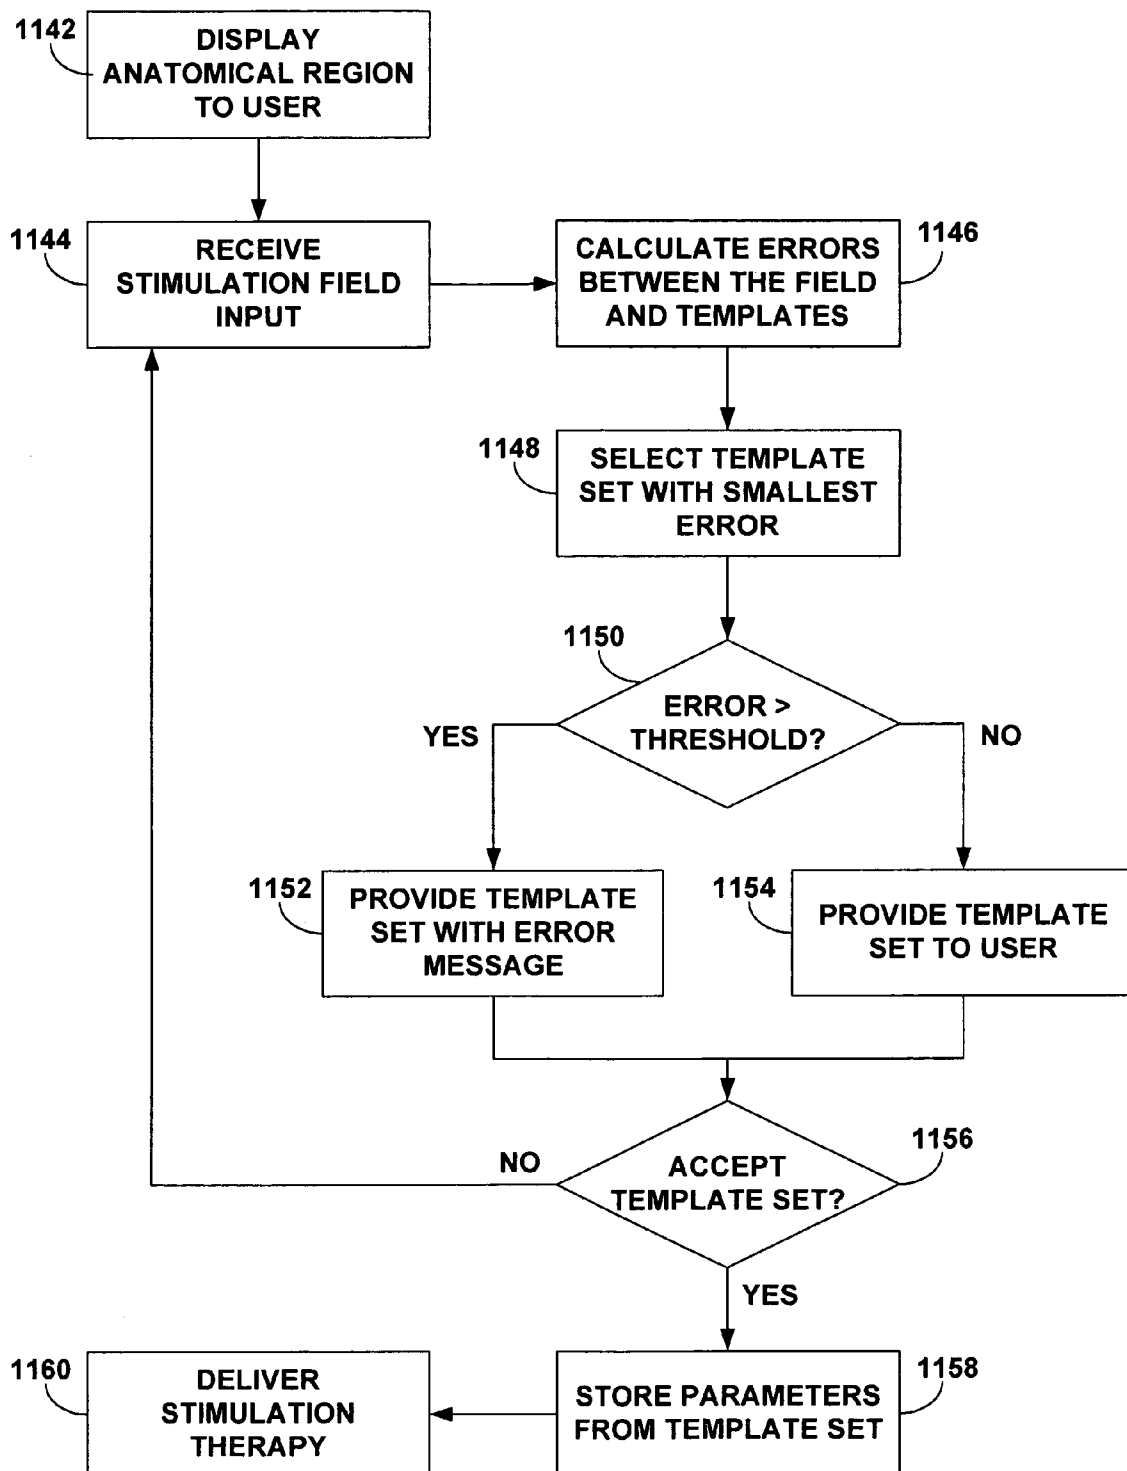 1142
DISPLAY
ANATOMICAL REGION
TO USER
1144
RECEIVE
STIMULATION FIELD
INPUT
1146
CALCULATE ERRORS
BETWEEN THE FIELD
AND TEMPLATES
1148
SELECT TEMPLATE
SET WITH SMALLEST
ERROR
1150
ERROR >
THRESHOLD?
YES
NO
1152
PROVIDE TEMPLATE
SET WITH ERROR
MESSAGE
1154
PROVIDE TEMPLATE
SET TO USER
1156
ACCEPT
TEMPLATE SET?
NO
YES
1158
STORE PARAMETERS
FROM TEMPLATE SET
1160
DELIVER
STIMULATION
THERAPY